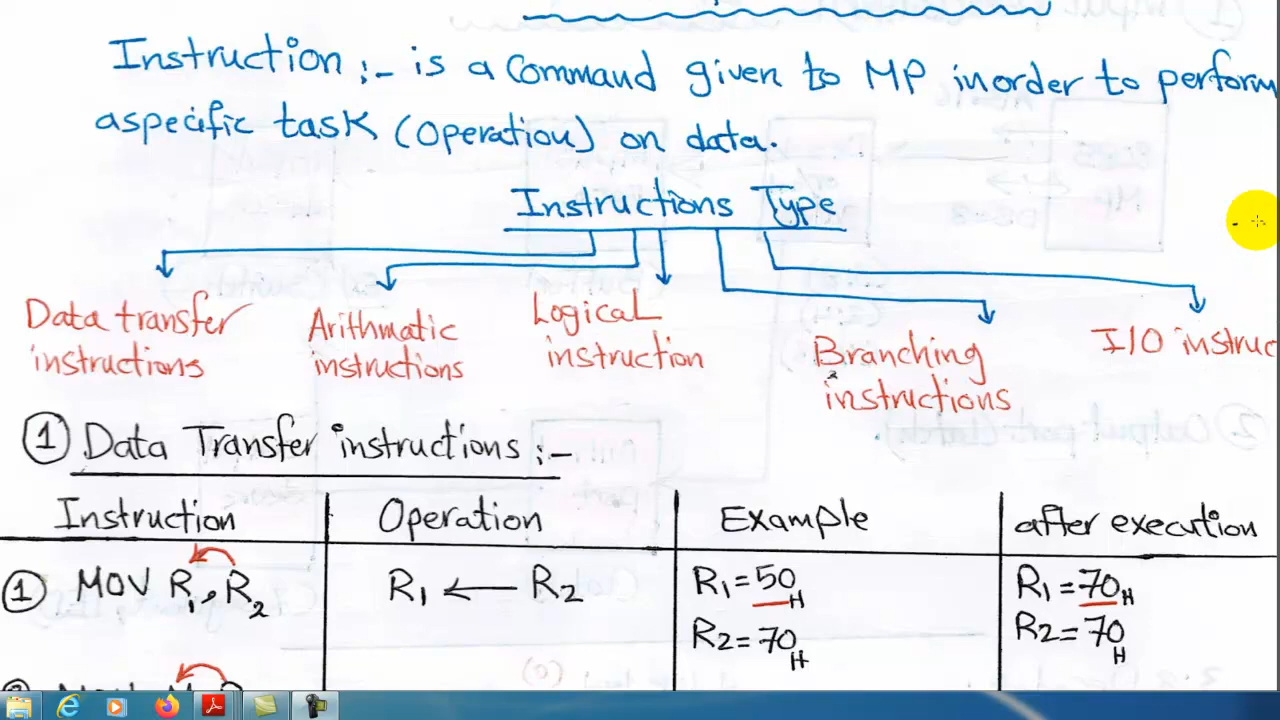 Instruction :- is a Command given to MP inorder to perform
aspecific task (Operation) on data.
Instructions Type
Data transfer instructions
Arithmatic instructions
Logical instruction
Branching instructions
I/O instruc
① Data Transfer instructions :-
Instruction Operation Example after execution
① MOV R1, R2 R1 ← R2 R1 = 50H R1 = 70H
R2 = 70H R2 = 70H